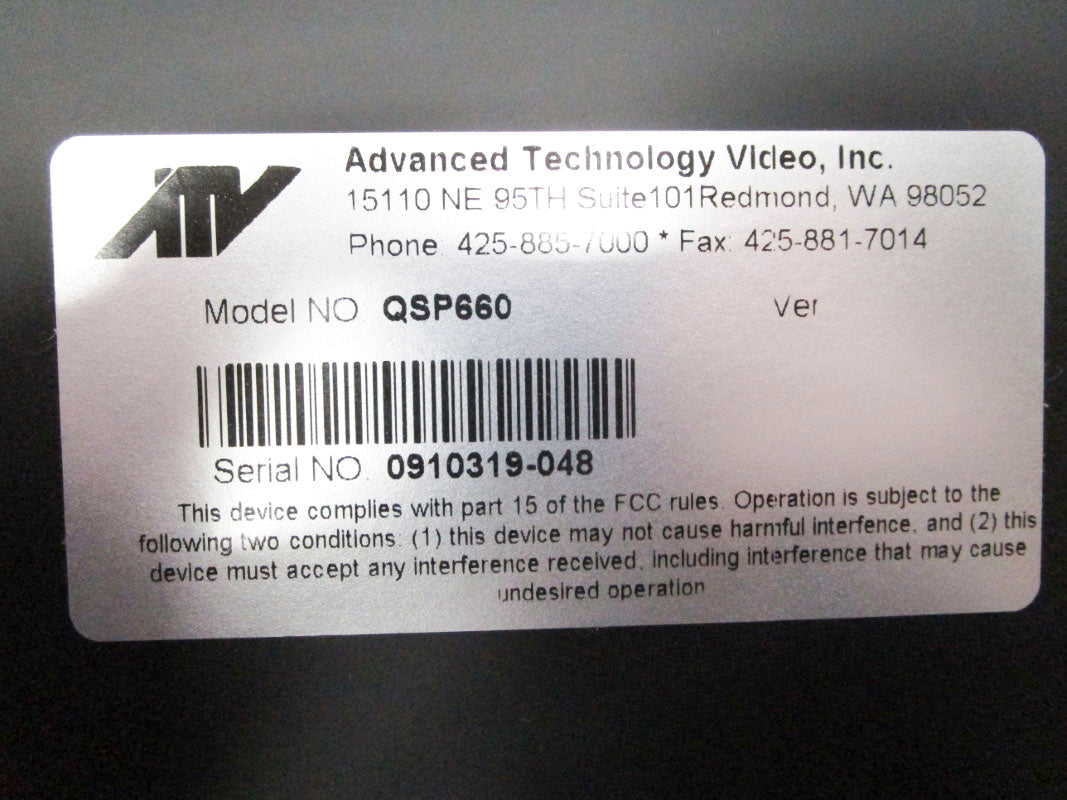 ATV
Advanced Technology Video, Inc.
15110 NE 95TH Suite101Redmond, WA 98052
Phone: 425-885-7000 * Fax: 425-881-7014
Model NO QSP660 Ver
Serial NO. 0910319-048
This device complies with part 15 of the FCC rules. Operation is subject to the
following two conditions: (1) this device may not cause harmful interfence, and (2) this
device must accept any interference received, including interference that may cause
undesired operation